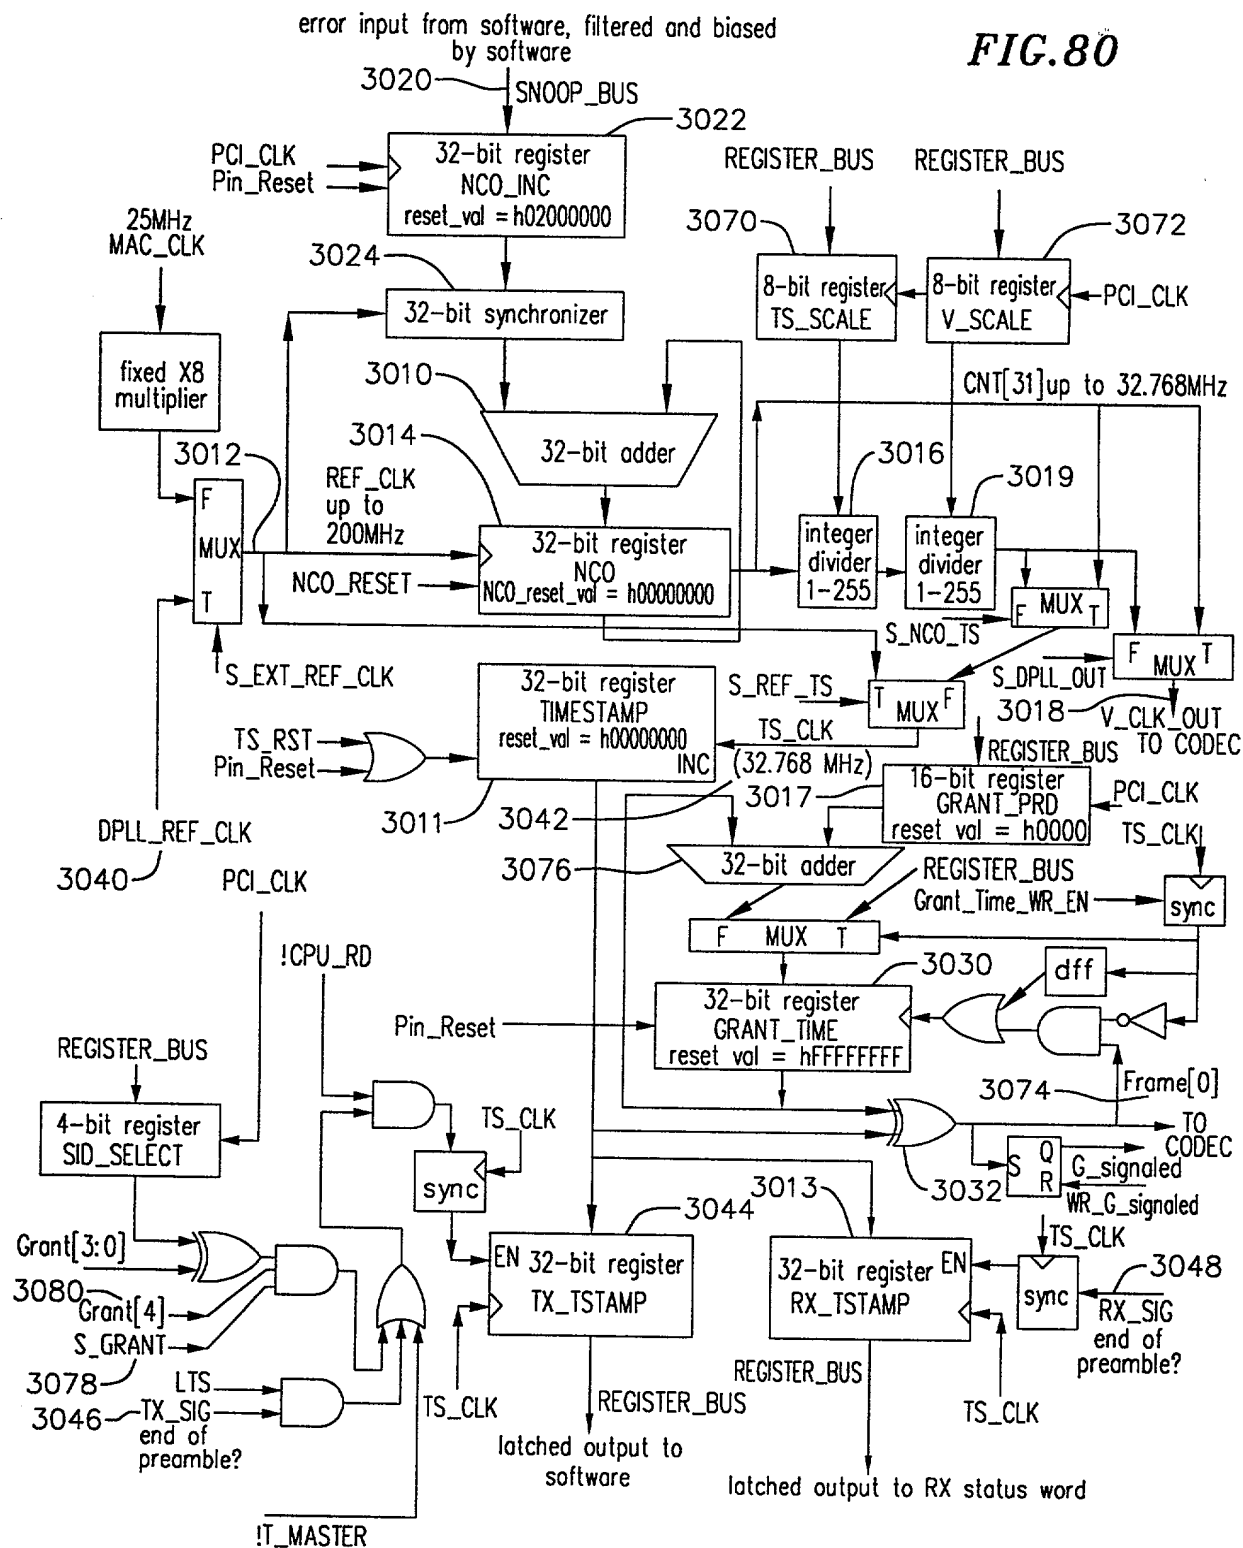 error input from software, filtered and biased
by software
FIG.80
3020
SNOOP_BUS
3022
PCI_CLK
Pin_Reset
32-bit register
NCO_INC
reset_val = h02000000
REGISTER_BUS
REGISTER_BUS
25MHz
MAC_CLK
3024
3070
3072
32-bit synchronizer
8-bit register
TS_SCALE
8-bit register
V_SCALE
PCI_CLK
fixed X8
multiplier
3010
CNT[31]up to 32.768MHz
32-bit adder
3012
3014
3016
3019
F
MUX
T
REF_CLK
up to
200MHz
NCO_RESET
32-bit register
NCO
NCO_reset_val = h00000000
integer
divider
1-255
integer
divider
1-255
F MUX T
S_NCO_TS
S_EXT_REF_CLK
F MUX T
S_DPLL_OUT
3018
V_CLK_OUT
TO CODEC
S_REF_TS
T MUX F
32-bit register
TIMESTAMP
reset_val = h00000000
INC
TS_RST
Pin_Reset
TS_CLK
(32.768 MHz)
3011
3042
3017
REGISTER_BUS
16-bit register
GRANT_PRD
reset val = h0000
PCI_CLK
DPLL_REF_CLK
3040
TS_CLK
3076
32-bit adder
REGISTER_BUS
Grant_Time_WR_EN
sync
PCI_CLK
F MUX T
!CPU_RD
3030
dff
Pin_Reset
32-bit register
GRANT_TIME
reset val = hFFFFFFFF
REGISTER_BUS
3074
Frame[0]
TO
CODEC
4-bit register
SID_SELECT
TS_CLK
sync
3032
S Q
R
G_signaled
WR_G_signaled
3044
3013
TS_CLK
Grant[3:0]
3080
Grant[4]
S_GRANT
3078
EN 32-bit register
TX_TSTAMP
32-bit register EN
RX_TSTAMP
sync
3048
RX_SIG
end of
preamble?
LTS
3046
TX_SIG
end of
preamble?
TS_CLK
REGISTER_BUS
REGISTER_BUS
TS_CLK
latched output to
software
latched output to RX status word
!T_MASTER